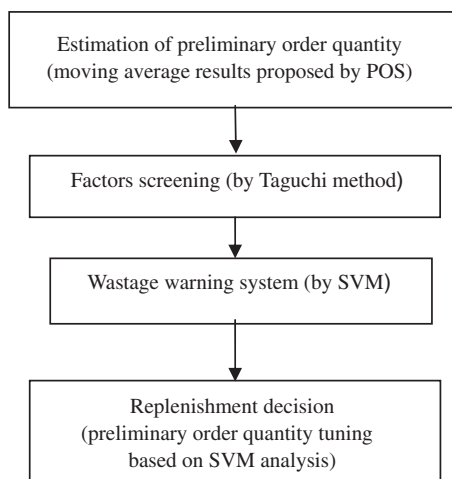 Estimation of preliminary order quantity
(moving average results proposed by POS)
Factors screening (by Taguchi method)
Wastage warning system (by SVM)
Replenishment decision
(preliminary order quantity tuning
based on SVM analysis)